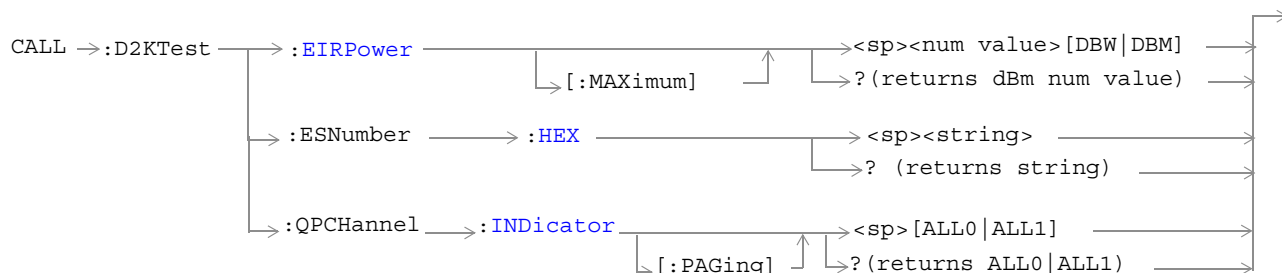 CALL :D2KTest :EIRPower <sp><num value>[DBW|DBM]
[:MAXimum] ?(returns dBm num value)
:ESNumber :HEX <sp><string>
? (returns string)
:QPCHannel :INDicator <sp>[ALL0|ALL1]
[:PAGing] ?(returns ALL0|ALL1)